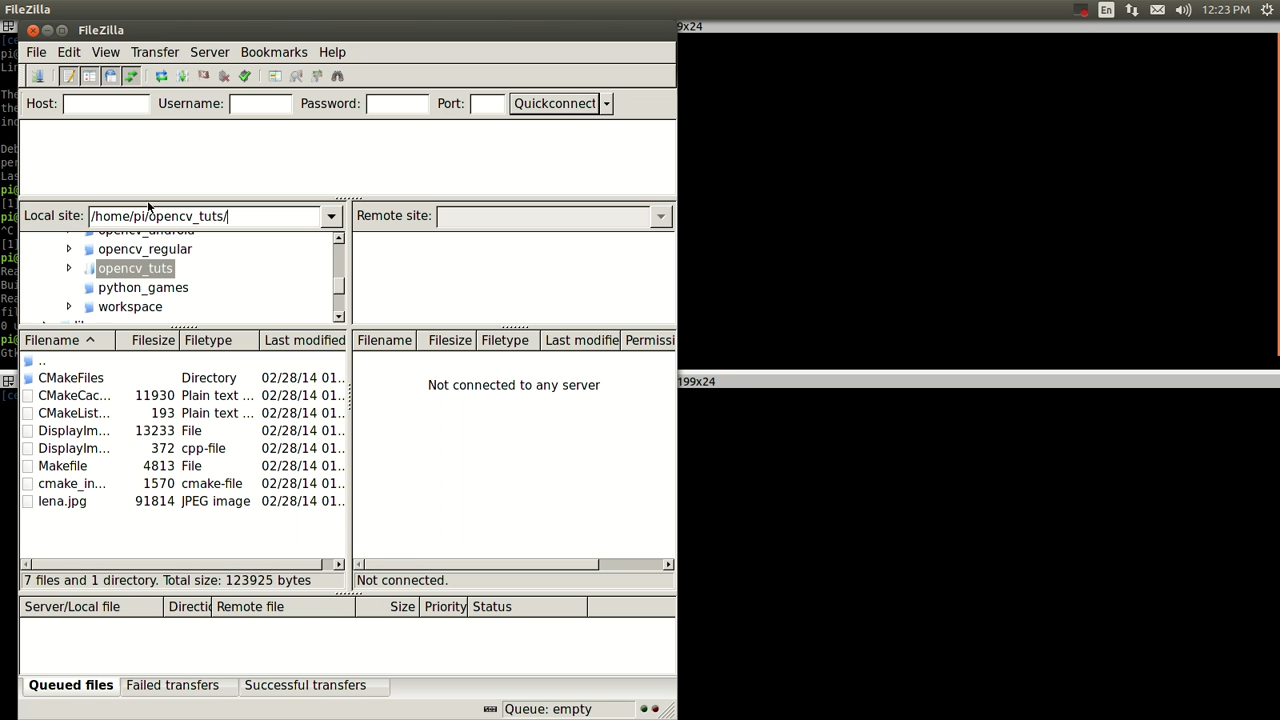 FileZilla
En
12:23 PM
FileZilla
9x24
File Edit View Transfer Server Bookmarks Help
Host: Username: Password: Port: Quickconnect
Local site: /home/pi/opencv_tuts/
Remote site:
opencv_android
opencv_regular
opencv_tuts
python_games
workspace
Filename Filesize Filetype Last modified
..
CMakeFiles Directory 02/28/14 01..
CMakeCac... 11930 Plain text ... 02/28/14 01..
CMakeList... 193 Plain text ... 02/28/14 01..
DisplayIm... 13233 File 02/28/14 01..
DisplayIm... 372 cpp-file 02/28/14 01..
Makefile 4813 File 02/28/14 01..
cmake_in... 1570 cmake-file 02/28/14 01..
lena.jpg 91814 JPEG image 02/28/14 01..
7 files and 1 directory. Total size: 123925 bytes
Filename Filesize Filetype Last modifie Permissi
Not connected to any server
Not connected.
199x24
Server/Local file Directic Remote file Size Priority Status
Queued files Failed transfers Successful transfers
Queue: empty